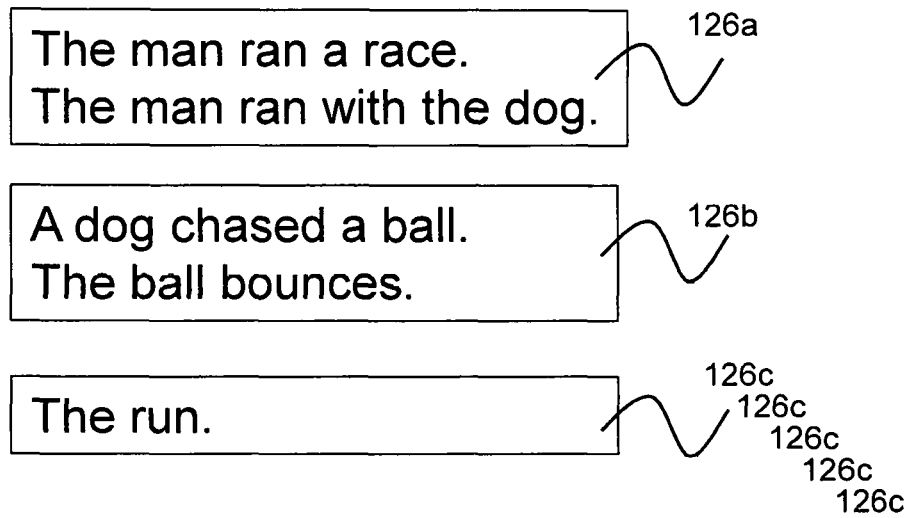 126a
The man ran a race.
The man ran with the dog.
126b
A dog chased a ball.
The ball bounces.
126c
The run.
126c
126c
126c
126c